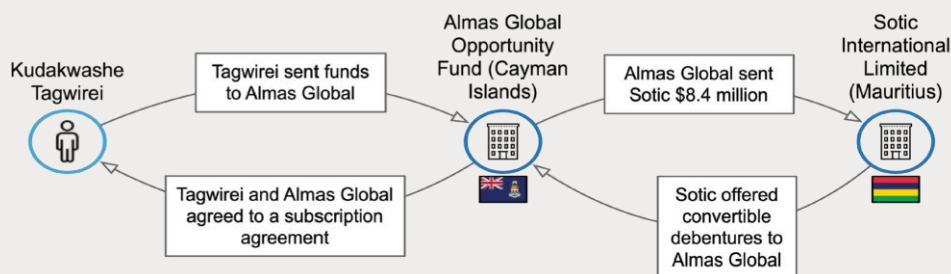 Kudakwashe
Tagwirei
Tagwirei sent funds
to Almas Global
Almas Global
Opportunity
Fund (Cayman
Islands)
Almas Global sent
Sotic $8.4 million
Sotic
International
Limited
(Mauritius)
Tagwirei and Almas Global
agreed to a subscription
agreement
Sotic offered
convertible
debentures to
Almas Global